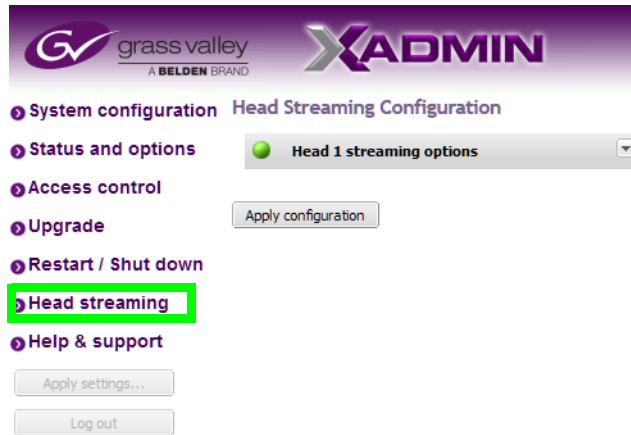 GV grass valley XADMIN
A BELDEN BRAND
System configuration
Status and options
Access control
Upgrade
Restart / Shut down
Head streaming
Help & support
Apply settings...
Log out
Head Streaming Configuration
Head 1 streaming options
Apply configuration